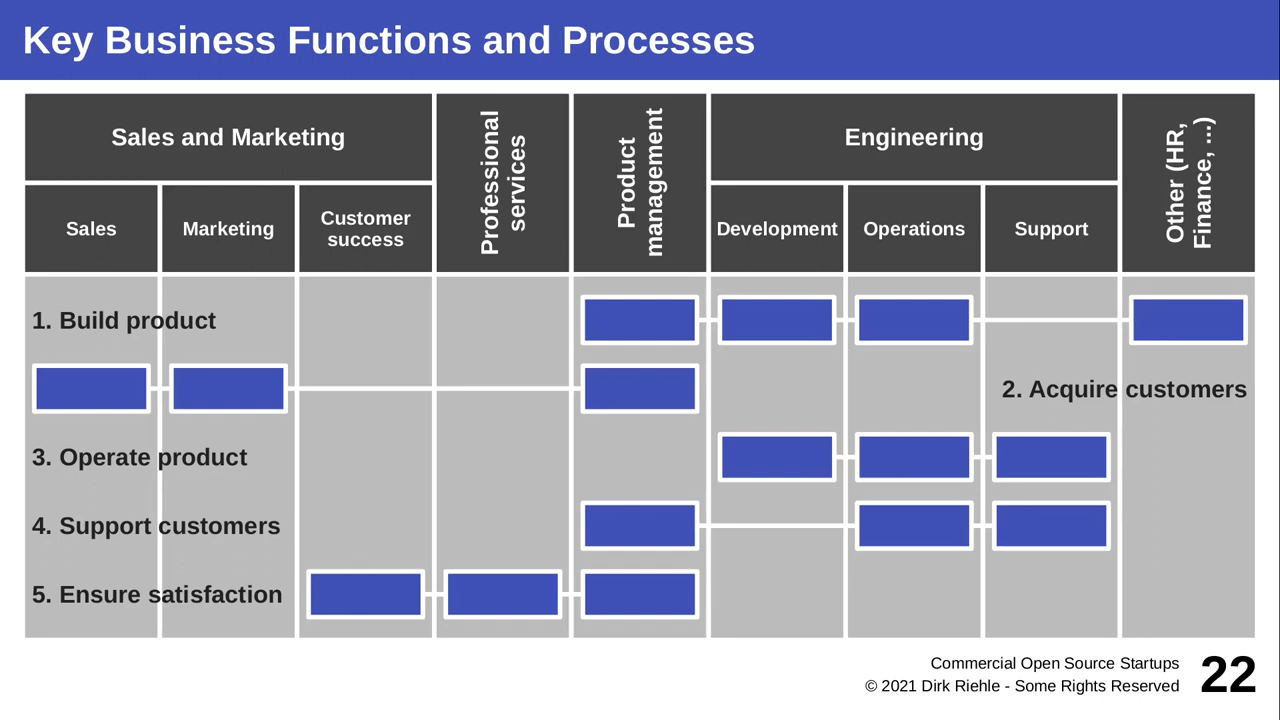 Key Business Functions and Processes
Sales and Marketing
Professional
services
Product
management
Engineering
Other (HR,
Finance, ...)
Sales
Marketing
Customer
success
Development
Operations
Support
1. Build product
2. Acquire customers
3. Operate product
4. Support customers
5. Ensure satisfaction
Commercial Open Source Startups
© 2021 Dirk Riehle - Some Rights Reserved
22